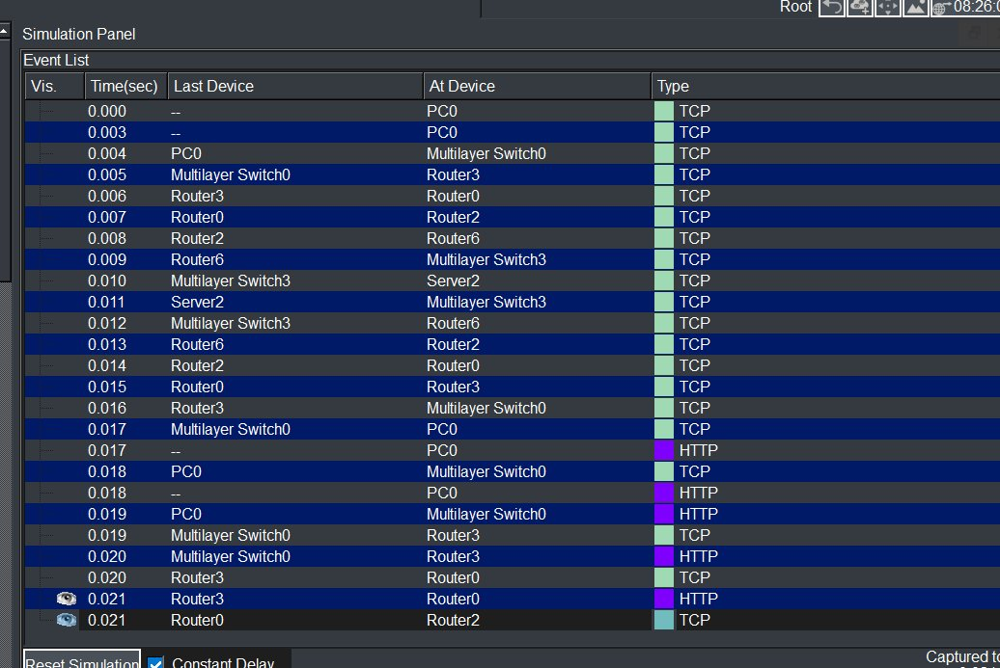 Root 08:26:0
Simulation Panel
Event List
Vis. Time(sec) Last Device At Device Type
0.000 -- PC0 TCP
0.003 -- PC0 TCP
0.004 PC0 Multilayer Switch0 TCP
0.005 Multilayer Switch0 Router3 TCP
0.006 Router3 Router0 TCP
0.007 Router0 Router2 TCP
0.008 Router2 Router6 TCP
0.009 Router6 Multilayer Switch3 TCP
0.010 Multilayer Switch3 Server2 TCP
0.011 Server2 Multilayer Switch3 TCP
0.012 Multilayer Switch3 Router6 TCP
0.013 Router6 Router2 TCP
0.014 Router2 Router0 TCP
0.015 Router0 Router3 TCP
0.016 Router3 Multilayer Switch0 TCP
0.017 Multilayer Switch0 PC0 TCP
0.017 -- PC0 HTTP
0.018 PC0 Multilayer Switch0 TCP
0.018 -- PC0 HTTP
0.019 PC0 Multilayer Switch0 HTTP
0.019 Multilayer Switch0 Router3 TCP
0.020 Multilayer Switch0 Router3 HTTP
0.020 Router3 Router0 TCP
0.021 Router3 Router0 HTTP
0.021 Router0 Router2 TCP
Reset Simulation Constant Delay Captured to